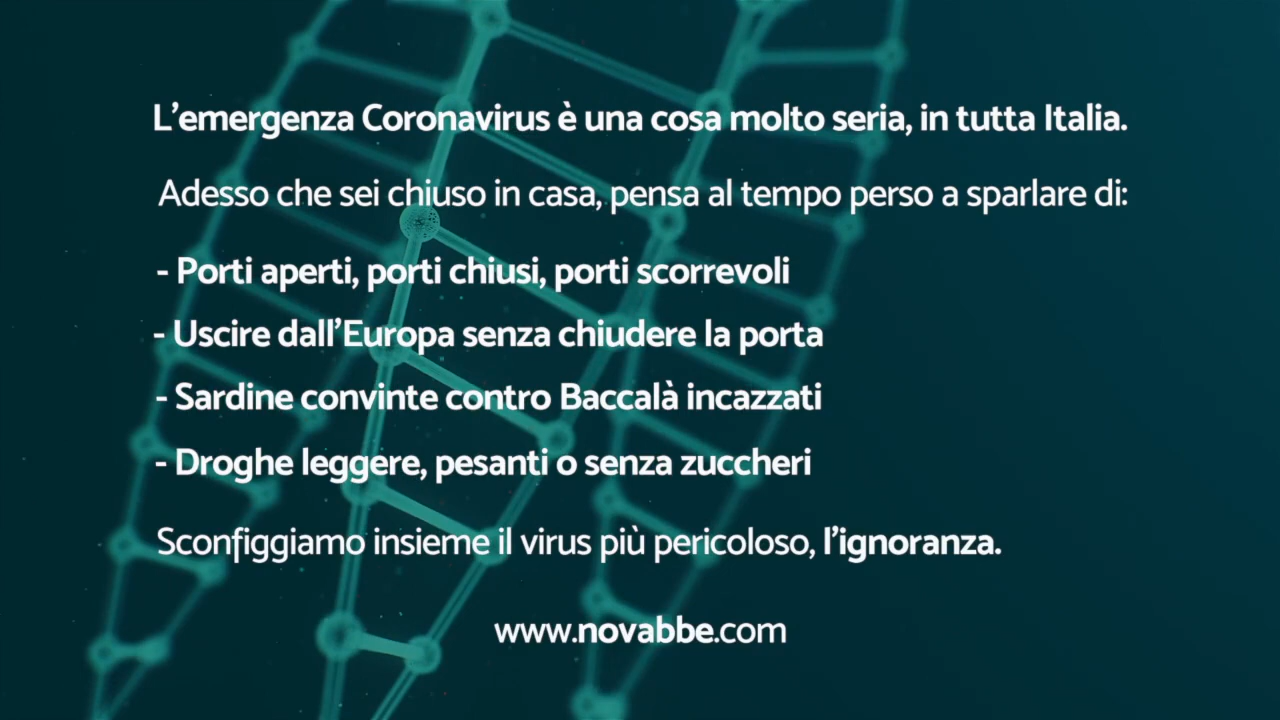 L'emergenza Coronavirus è una cosa molto seria, in tutta Italia.
Adesso che sei chiuso in casa, pensa al tempo perso a sparlare di:
- Porti aperti, porti chiusi, porti scorrevoli
- Uscire dall'Europa senza chiudere la porta
- Sardine convinte contro Baccalà incazzati
- Droghe leggere, pesanti o senza zuccheri
Sconfiggiamo insieme il virus più pericoloso, l'ignoranza.
www.novabbe.com